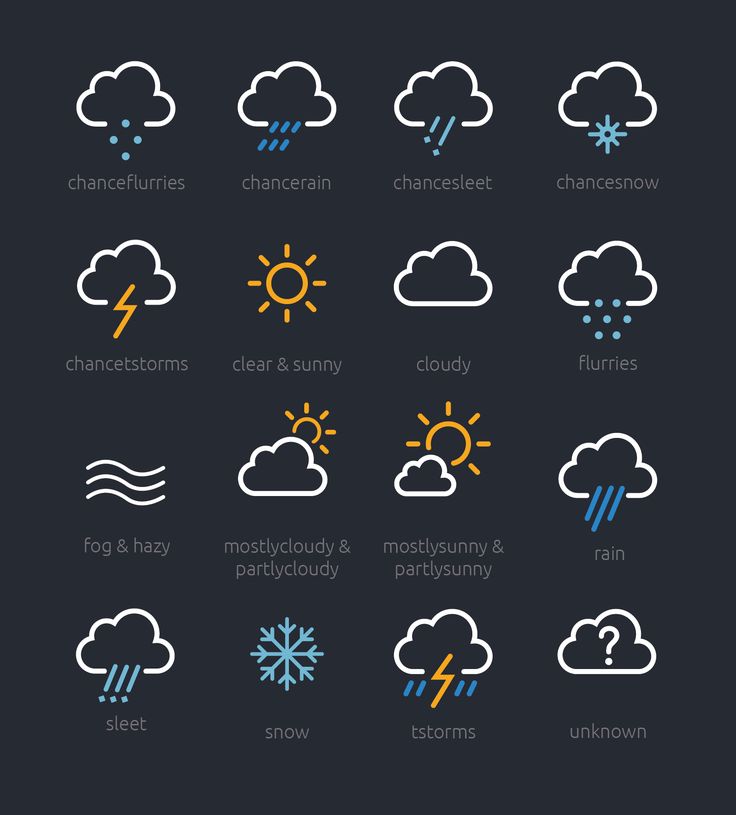 chanceflurries
chancerain
chancesleet
chancesnow
chancetstorms
clear & sunny
cloudy
flurries
fog & hazy
mostlycloudy &
partlycloudy
mostlysunny &
partlysunny
rain
sleet
snow
tstorms
?
unknown